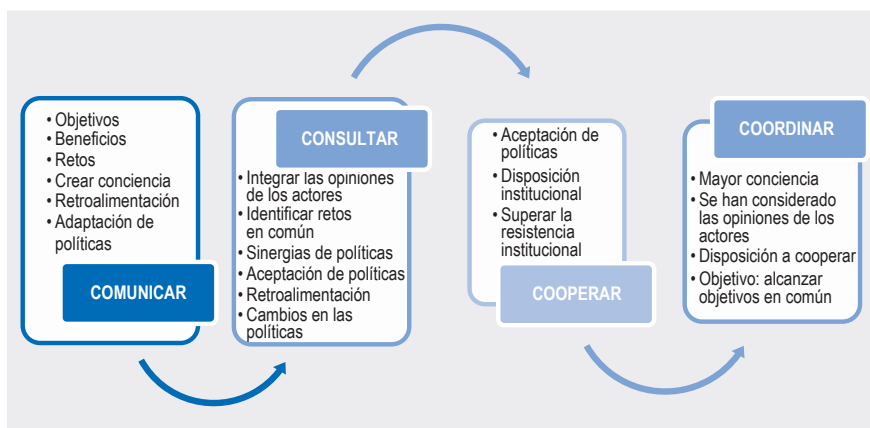 • Objetivos
• Beneficios
• Retos
• Crear conciencia
• Retroalimentación
• Adaptación de
políticas
COMUNICAR
CONSULTAR
• Integrar las opiniones
de los actores
• Identificar retos
en común
• Sinergias de políticas
• Aceptación de políticas
• Retroalimentación
• Cambios en las
políticas
• Aceptación de
políticas
• Disposición
institucional
• Superar la
resistencia
institucional
COOPERAR
COORDINAR
• Mayor conciencia
• Se han considerado
las opiniones de los
actores
• Disposición a cooperar
• Objetivo: alcanzar
objetivos en común